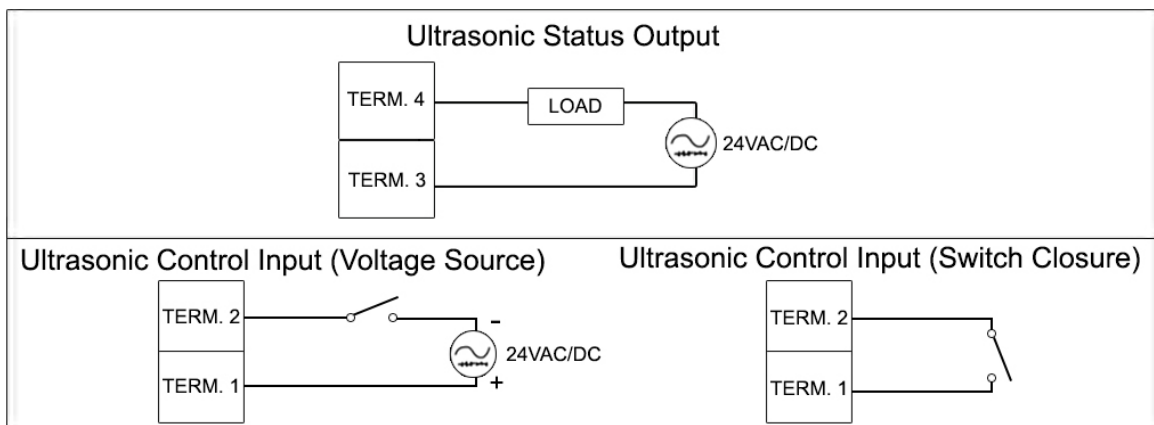 Ultrasonic Status Output
TERM. 4
LOAD
24VAC/DC
TERM. 3
Ultrasonic Control Input (Voltage Source)
TERM. 2
-
24VAC/DC
TERM. 1
+
Ultrasonic Control Input (Switch Closure)
TERM. 2
TERM. 1